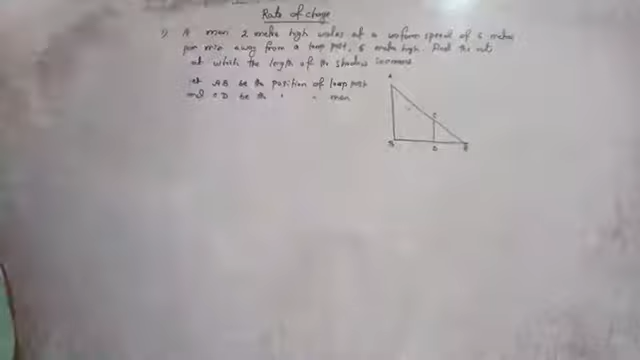 Rate of change
1) A man 2 metre high walks at a uniform speed of 6 metre
per min away from a lamp post, 5 metre high. Find the rate
at which the length of the shadow increases
Let AB be the position of lamp post
and CD be the " " man
A
C
B D E